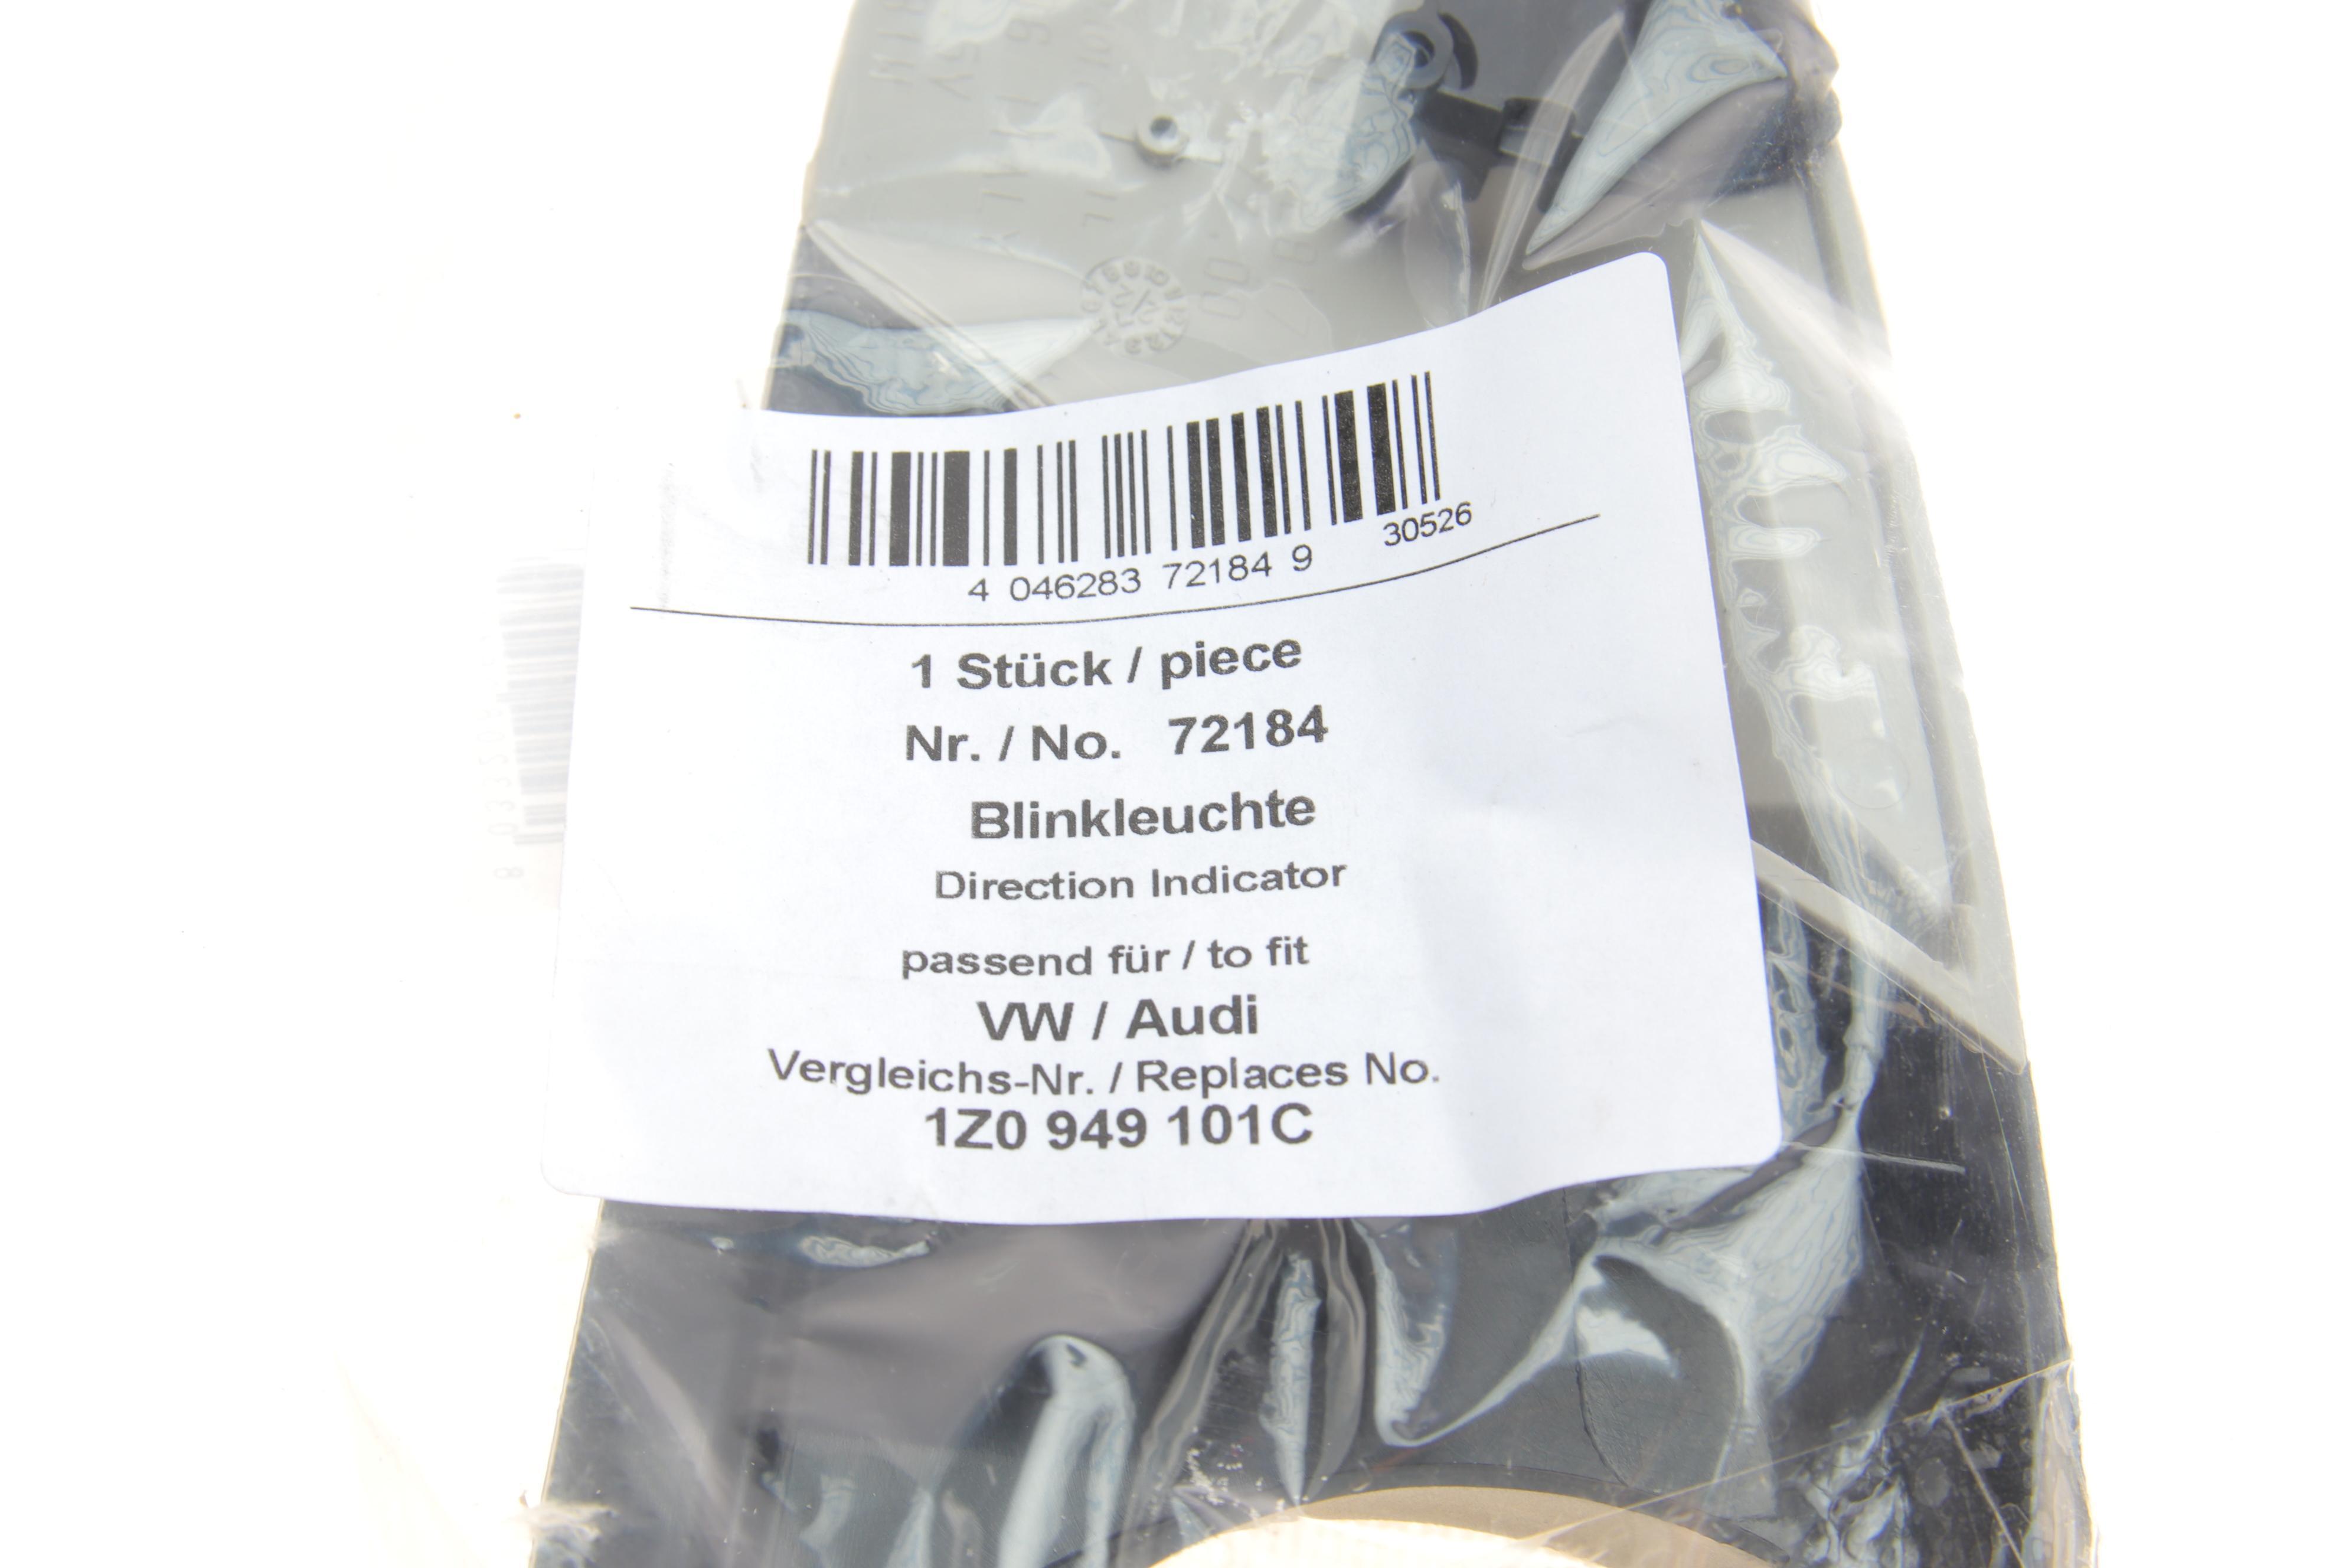 4 046283 72184 9 30526
1 Stück / piece
Nr. / No. 72184
Blinkleuchte
Direction Indicator
passend für / to fit
VW / Audi
Vergleichs-Nr. / Replaces No.
1Z0 949 101C